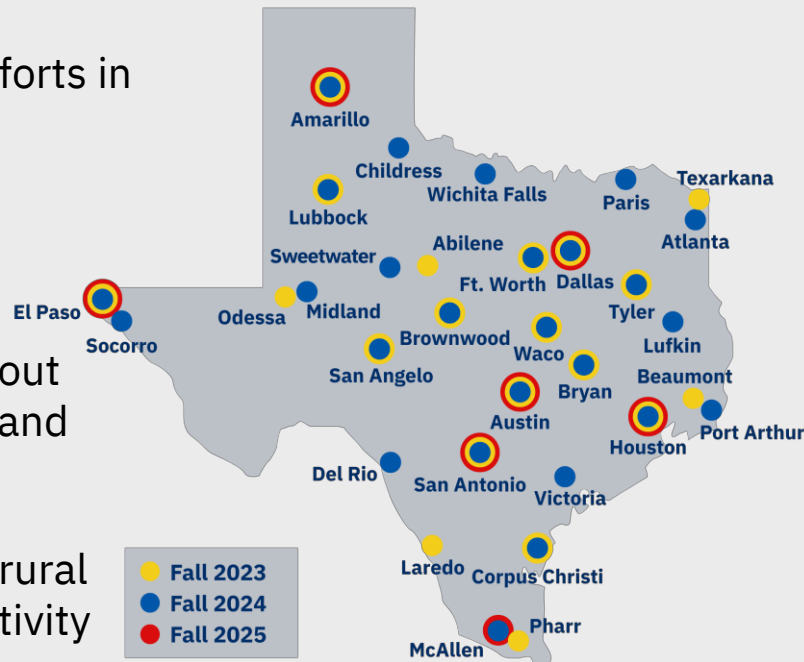 forts in
Amarillo
Childress
Wichita Falls
Texarkana
Paris
Lubbock
Atlanta
Abilene
Sweetwater
Ft. Worth
Dallas
El Paso
Odessa
Midland
Tyler
Socorro
Brownwood
Waco
Lufkin
out
San Angelo
Bryan
Beaumont
and
Austin
Port Arthur
Houston
Del Rio
San Antonio
Victoria
rural
Laredo
Corpus Christi
Fall 2023
Fall 2024
tivity
Fall 2025
Pharr
McAllen